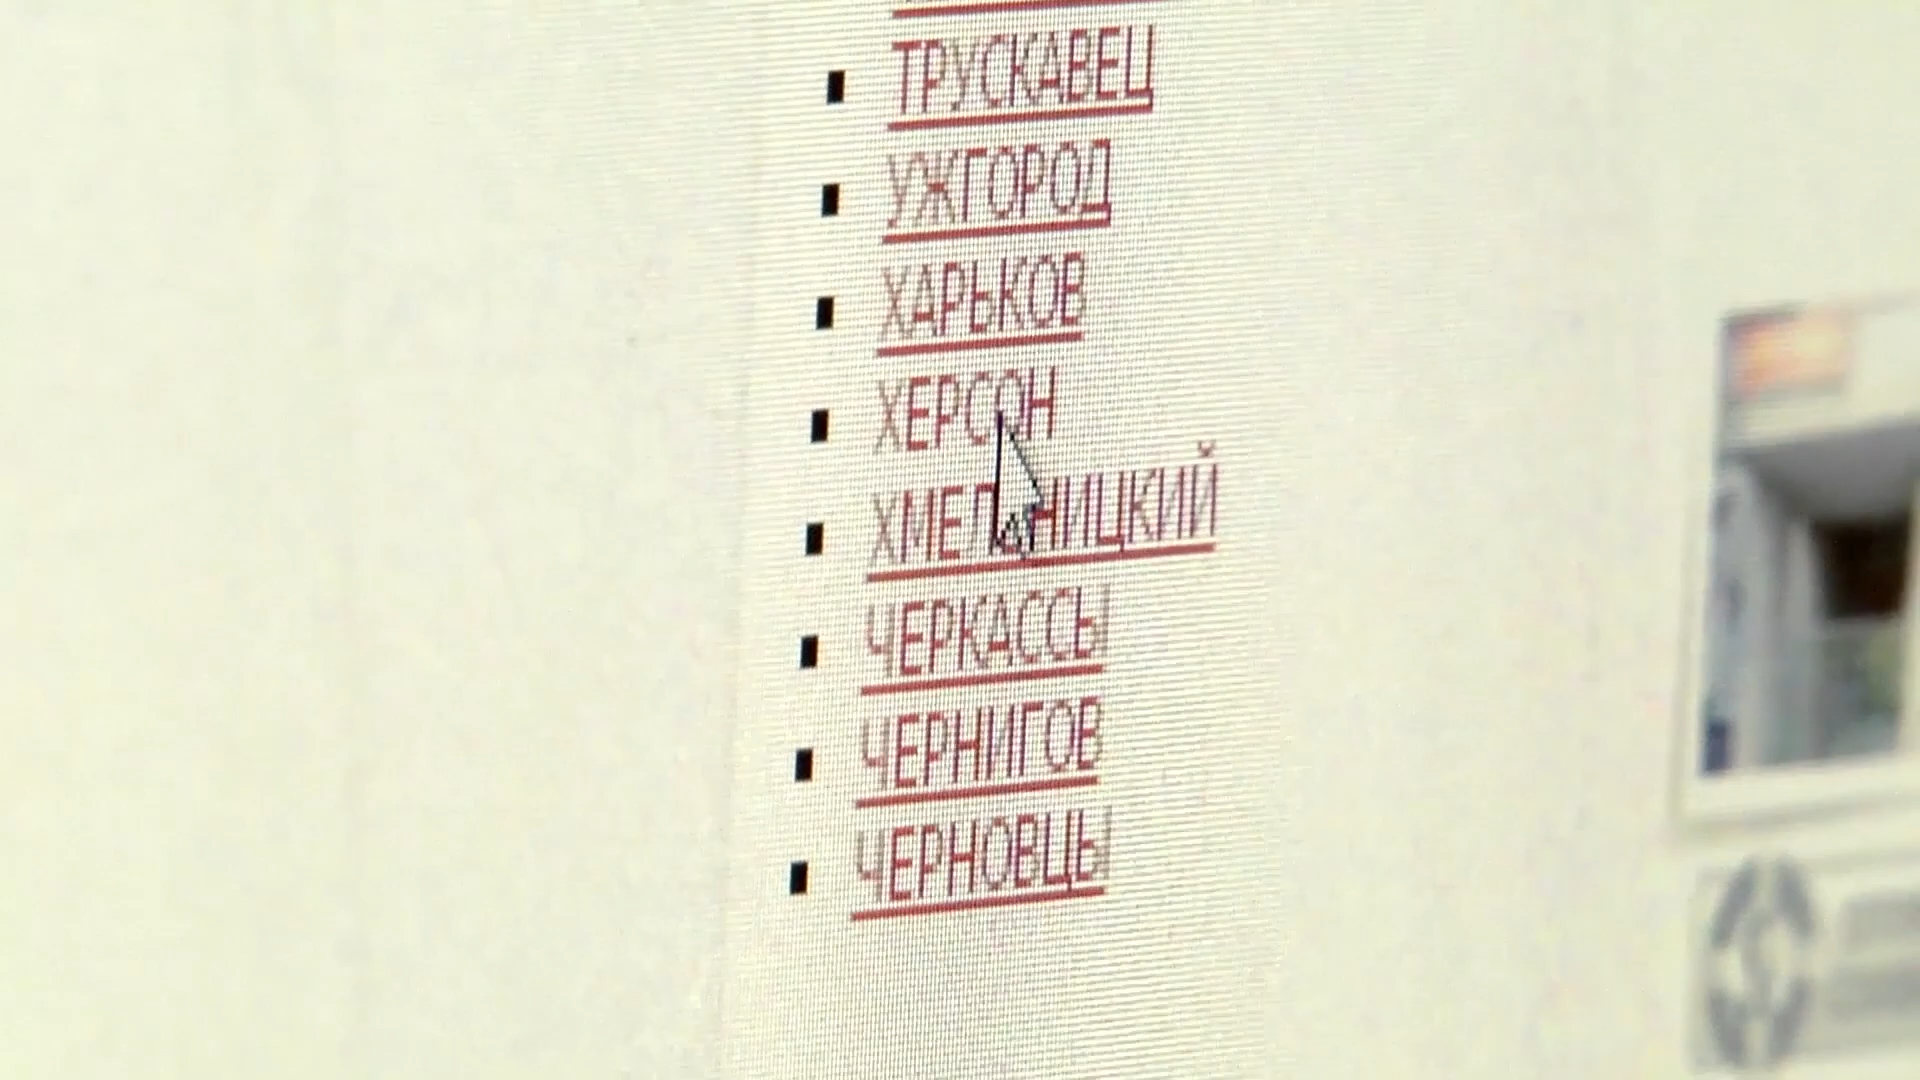 ТРУСКАВЕЦ
УЖГОРОД
ХАРЬКОВ
ХЕРСОН
ХМЕЛЬНИЦКИЙ
ЧЕРКАССЫ
ЧЕРНИГОВ
ЧЕРНОВЦЫ